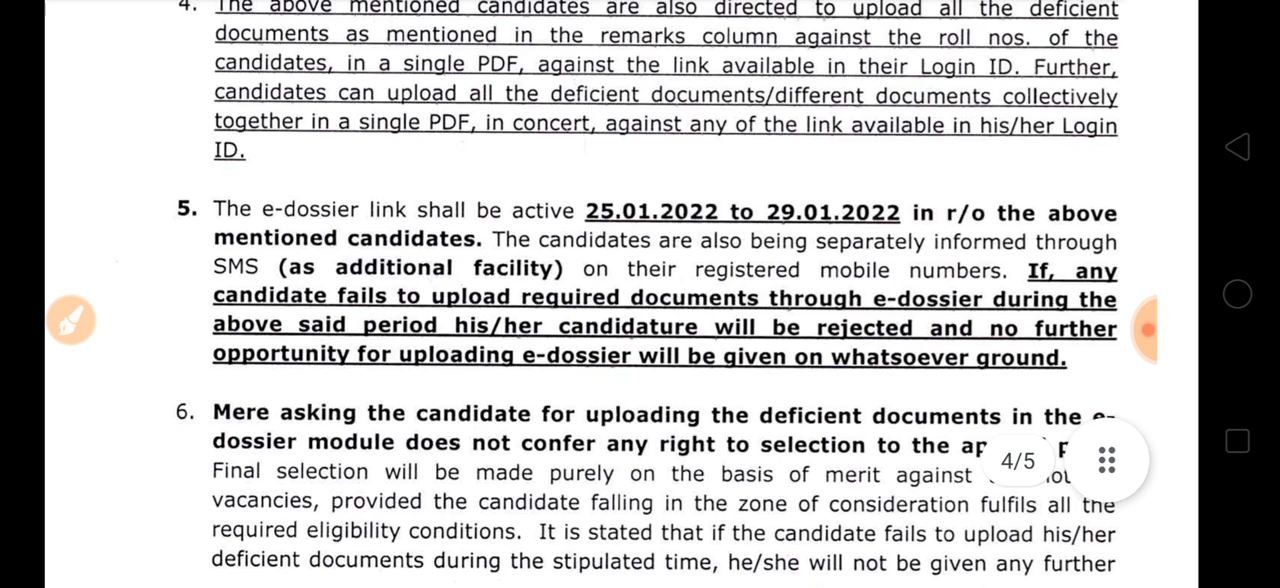 4. The above mentioned candidates are also directed to upload all the deficient
documents as mentioned in the remarks column against the roll nos. of the
candidates, in a single PDF, against the link available in their Login ID. Further,
candidates can upload all the deficient documents/different documents collectively
together in a single PDF, in concert, against any of the link available in his/her Login
ID.
5. The e-dossier link shall be active 25.01.2022 to 29.01.2022 in r/o the above
mentioned candidates. The candidates are also being separately informed through
SMS (as additional facility) on their registered mobile numbers. If, any
candidate fails to upload required documents through e-dossier during the
above said period his/her candidature will be rejected and no further
opportunity for uploading e-dossier will be given on whatsoever ground.
6. Mere asking the candidate for uploading the deficient documents in the e-
dossier module does not confer any right to selection to the
4/5
Final selection will be made purely on the basis of merit against
vacancies, provided the candidate falling in the zone of consideration fulfils all the
required eligibility conditions. It is stated that if the candidate fails to upload his/her
deficient documents during the stipulated time, he/she will not be given any further